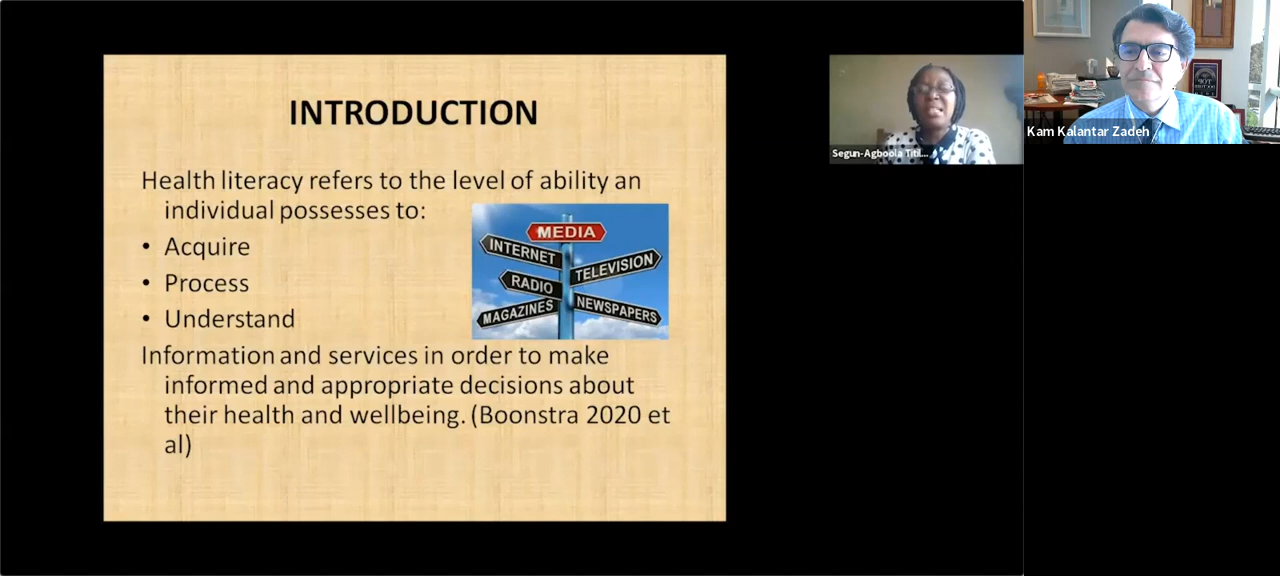 INTRODUCTION
Health literacy refers to the level of ability an
individual possesses to:
• Acquire
• Process
• Understand
MEDIA
INTERNET
TELEVISION
RADIO
MAGAZINES
NEWSPAPERS
Information and services in order to make
informed and appropriate decisions about
their health and wellbeing. (Boonstra 2020 et
al)
Segun-Agboola Titil...
Kam Kalantar Zadeh